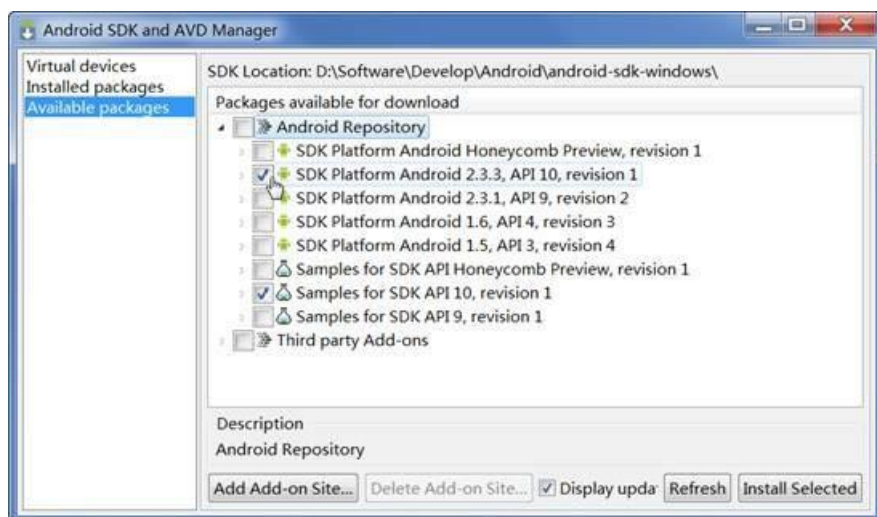 Android SDK and AVD Manager
Virtual devices
Installed packages
Available packages
SDK Location: D:\Software\Develop\Android\android-sdk-windows\
Packages available for download
Android Repository
SDK Platform Android Honeycomb Preview, revision 1
SDK Platform Android 2.3.3, API 10, revision 1
SDK Platform Android 2.3.1, API 9, revision 2
SDK Platform Android 1.6, API 4, revision 3
SDK Platform Android 1.5, API 3, revision 4
Samples for SDK API Honeycomb Preview, revision 1
Samples for SDK API 10, revision 1
Samples for SDK API 9, revision 1
Third party Add-ons
Description
Android Repository
Add Add-on Site... Delete Add-on Site... Display upda Refresh Install Selected